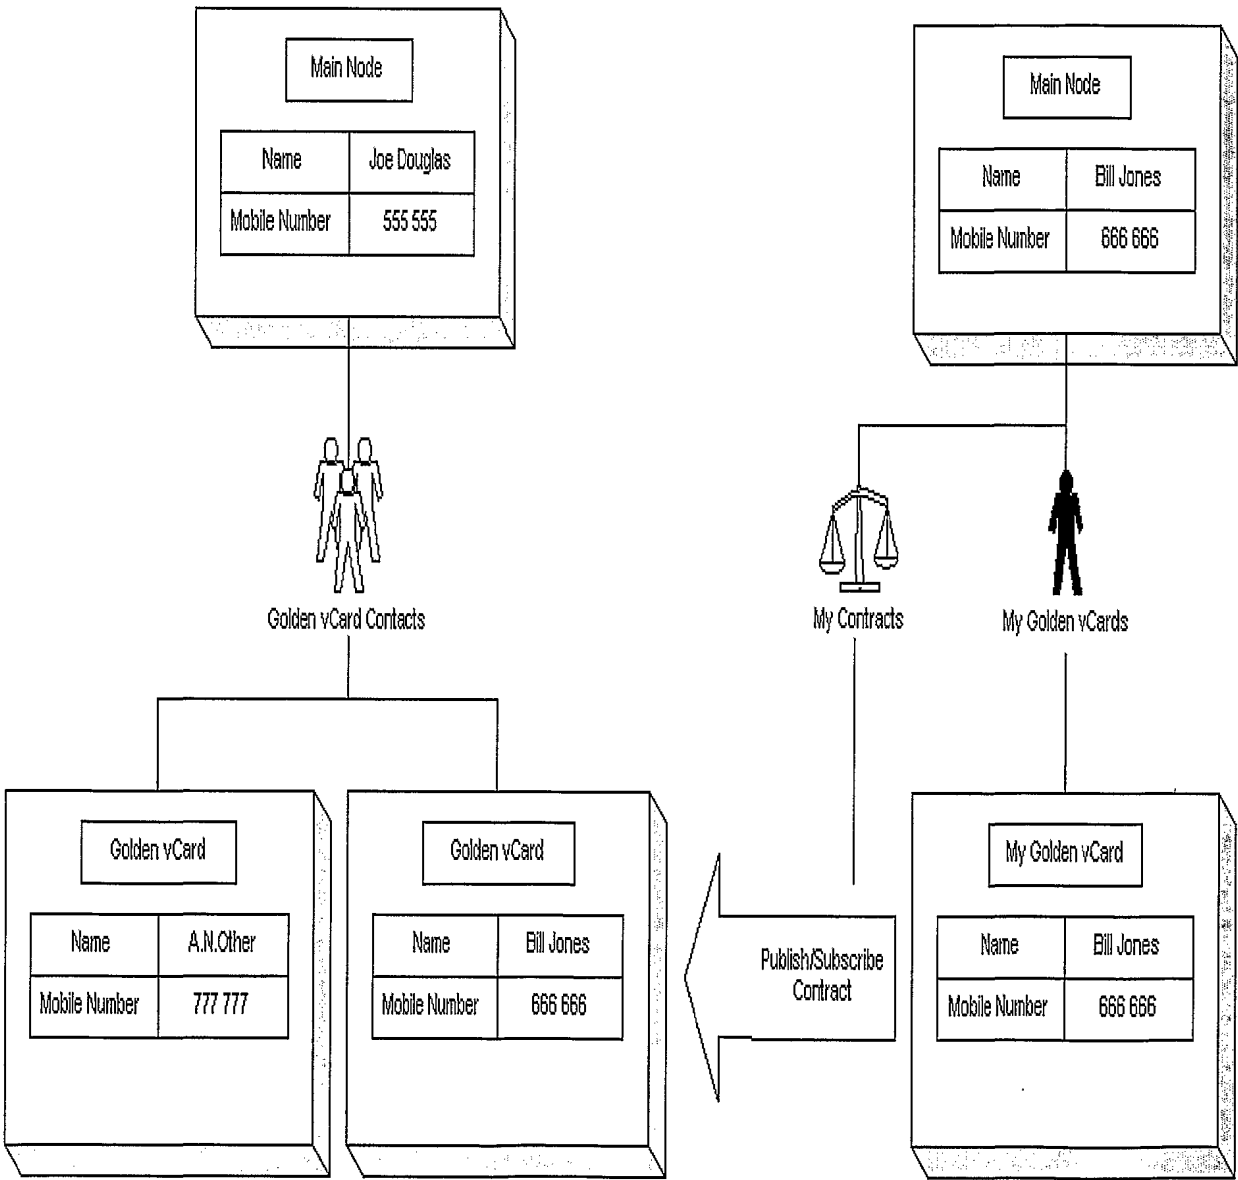 Main Node
Name Joe Douglas
Mobile Number 555 555
Main Node
Name Bill Jones
Mobile Number 666 666
Golden vCard Contacts
My Contracts
My Golden vCards
Golden vCard
Name A.N.Other
Mobile Number 777 777
Golden vCard
Name Bill Jones
Mobile Number 666 666
Publish/Subscribe
Contract
My Golden vCard
Name Bill Jones
Mobile Number 666 666